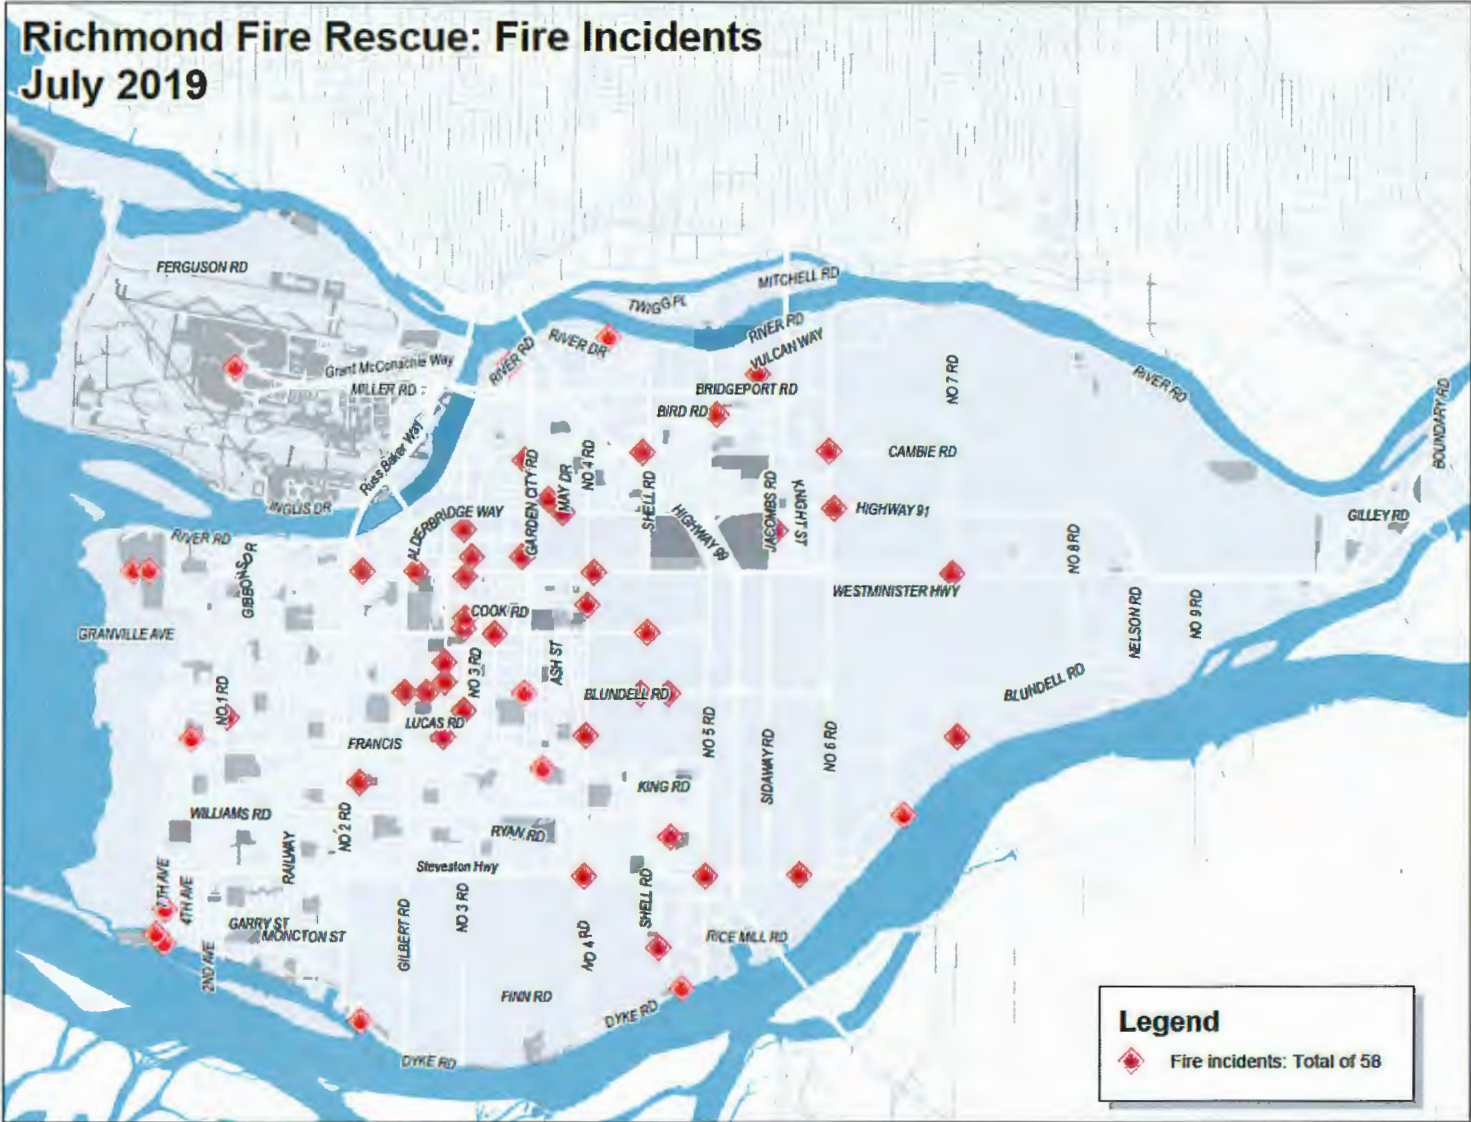 Richmond Fire Rescue: Fire Incidents
July 2019
FERGUSON RD
MITCHELL RD
TWIGG PL
RIVER RD
VULCAN WAY
RIVER DR
RIVER RD
Grant McConachie Way
MILLER RD
BRIDGEPORT RD
NO 7 RD
RIVER RD
BOUNDARY RD
BIRD RD
Russ Baker Way
CAMBIE RD
NO 4 RD
GARDEN CITY RD
MAY DR
SHELL RD
JACOMBS RD
KNIGHT ST
HIGHWAY 91
INGLIS DR
ALDERBRIDGE WAY
HIGHWAY 99
GILLEY RD
RIVER RD
GIBBONS DR
NO 8 RD
WESTMINISTER HWY
NELSON RD
NO 9 RD
COOK RD
GRANVILLE AVE
ASH ST
NO 3 RD
BLUNDELL RD
BLUNDELL RD
NO 1 RD
LUCAS RD
FRANCIS
NO 5 RD
SIDAWAY RD
NO 6 RD
KING RD
WILLIAMS RD
NO 2 RD
RYAN RD
RAILWAY
Steveston Hwy
7TH AVE
4TH AVE
SHELL RD
NO 3 RD
GILBERT RD
GARRY ST
MONCTON ST
NO 4 RD
RICE MILL RD
2ND AVE
FINN RD
DYKE RD
DYKE RD
Legend
Fire incidents: Total of 58